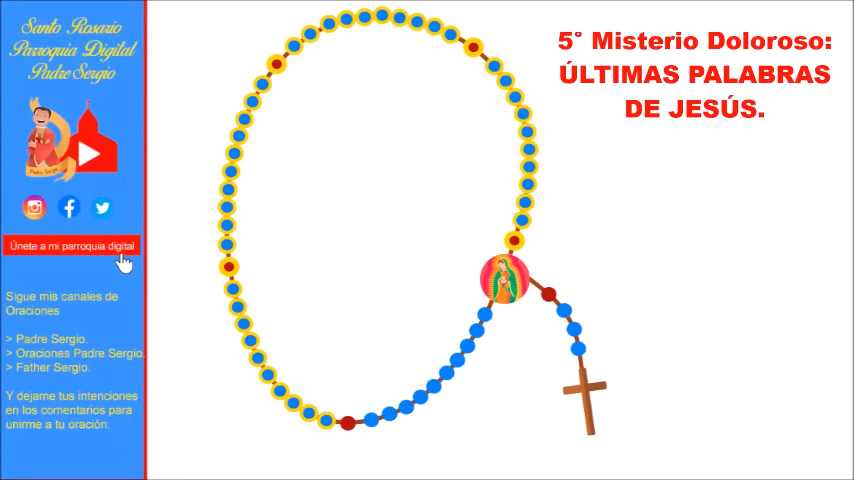 Santo Rosario
Parroquia Digital
Padre Sergio
Padre Sergio
Únete a mi parroquia digital
Sigue mis canales de
Oraciones
> Padre Sergio.
> Oraciones Padre Sergio.
> Father Sergio.
Y dejame tus intenciones
en los comentarios para
unirme a tu oración.
5° Misterio Doloroso:
ÚLTIMAS PALABRAS
DE JESÚS.